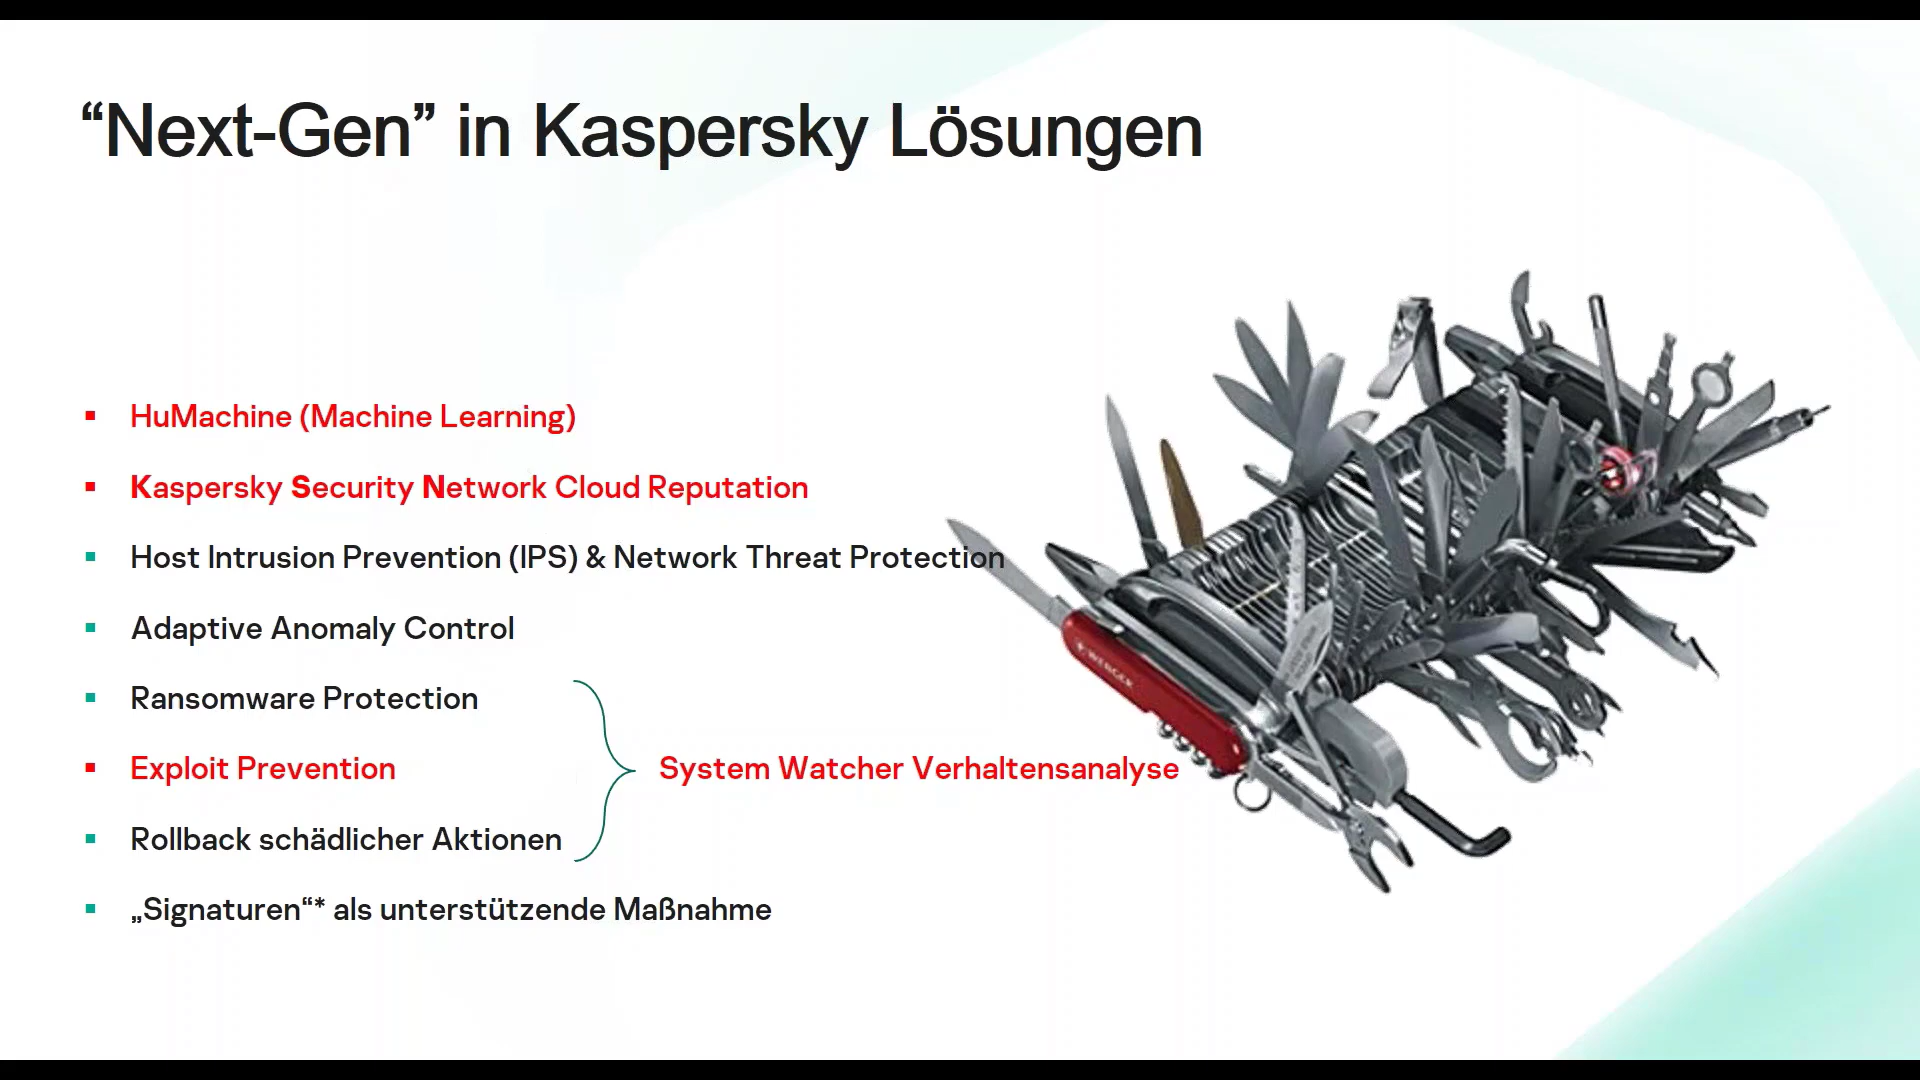 “Next-Gen” in Kaspersky Lösungen
HuMachine (Machine Learning)
Kaspersky Security Network Cloud Reputation
Host Intrusion Prevention (IPS) & Network Threat Protection
Adaptive Anomaly Control
Ransomware Protection
Exploit Prevention
System Watcher Verhaltensanalyse
Rollback schädlicher Aktionen
„Signaturen“* als unterstützende Maßnahme
WENGER